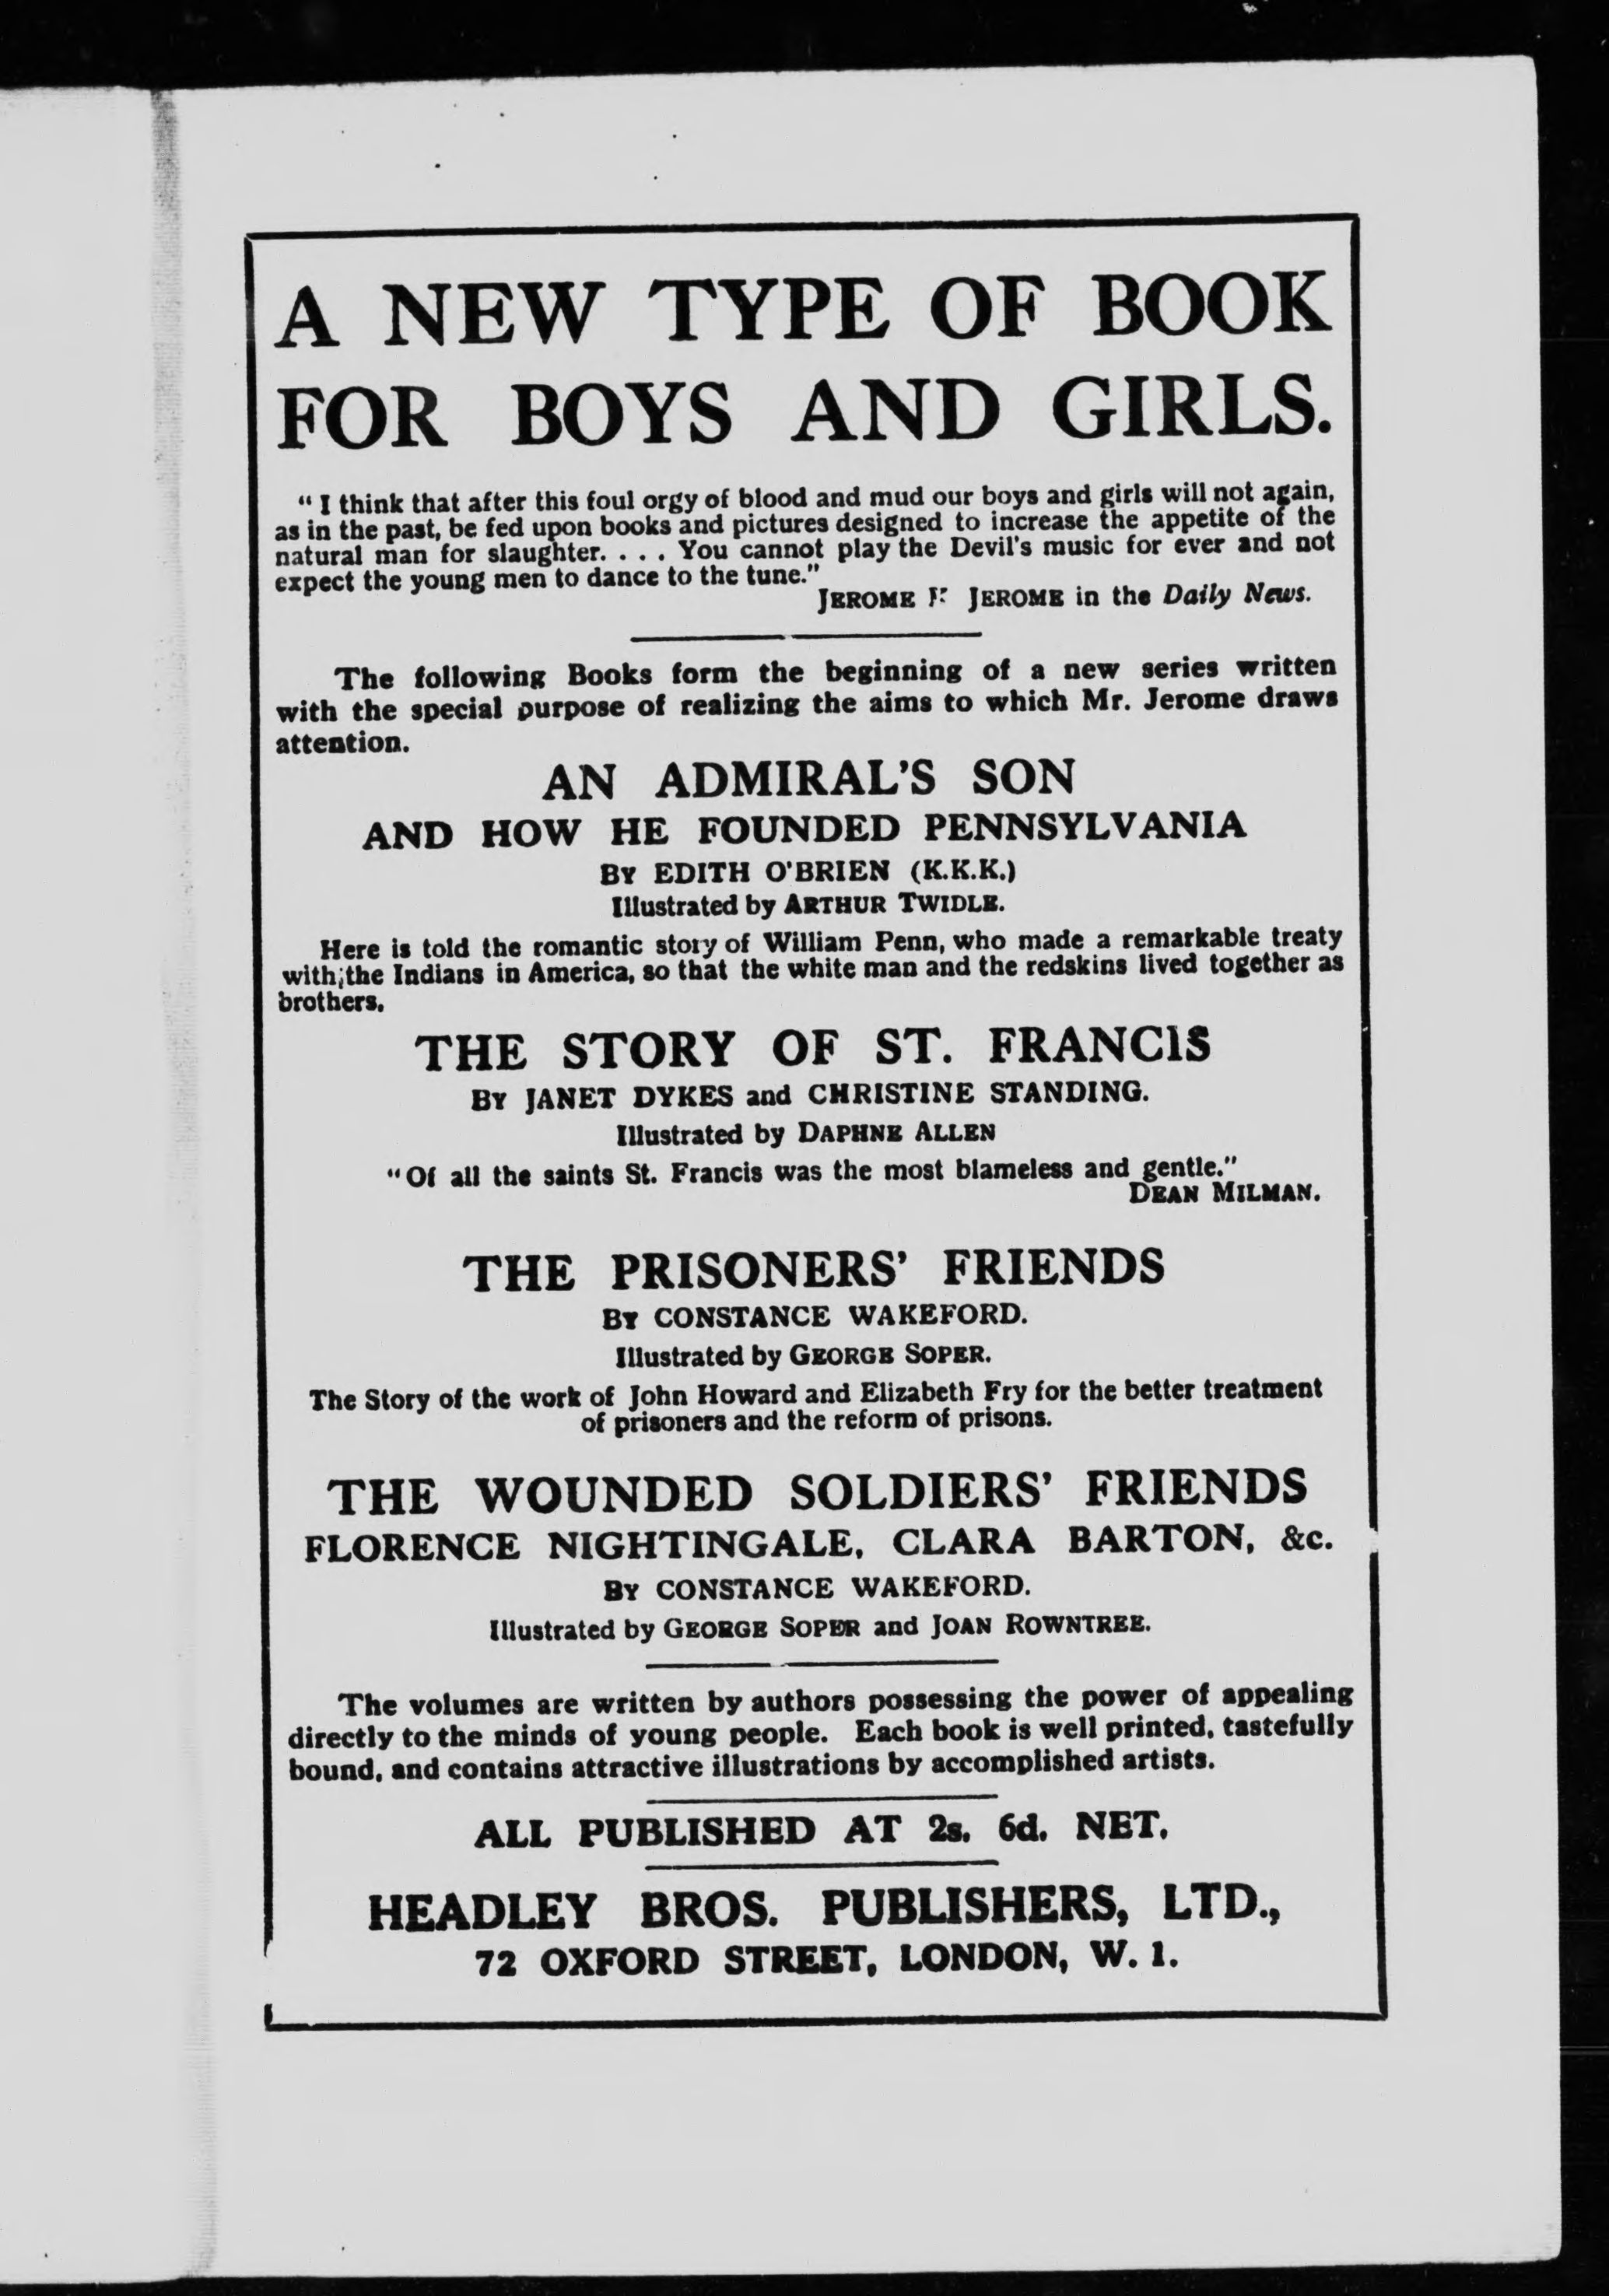 A NEW TYPE OF BOOK
FOR BOYS AND GIRLS.
"I think that after this foul orgy of blood and mud our boys and girls will not again,
as in the past, be fed upon books and pictures designed to increase the appetite of the
natural man for slaughter. . . . You cannot play the Devil's music for ever and not
expect the young men to dance to the tune."
JEROME K JEROME in the Daily News.
The following Books form the beginning of a new series written
with the special purpose of realizing the aims to which Mr. Jerome draws
attention.
AN ADMIRAL'S SON
AND HOW HE FOUNDED PENNSYLVANIA
BY EDITH O'BRIEN (K.K.K.)
Illustrated by ARTHUR TWIDLE.
Here is told the romantic story of William Penn, who made a remarkable treaty
with the Indians in America, so that the white man and the redskins lived together as
brothers.
THE STORY OF ST. FRANCIS
BY JANET DYKES and CHRISTINE STANDING.
Illustrated by DAPHNE ALLEN
"Of all the saints St. Francis was the most blameless and gentle."
DEAN MILMAN.
THE PRISONERS' FRIENDS
BY CONSTANCE WAKEFORD.
Illustrated by GEORGE SOPER.
The Story of the work of John Howard and Elizabeth Fry for the better treatment
of prisoners and the reform of prisons.
THE WOUNDED SOLDIERS' FRIENDS
FLORENCE NIGHTINGALE, CLARA BARTON, &c.
BY CONSTANCE WAKEFORD.
Illustrated by GEORGE SOPER and JOAN ROWNTREE.
The volumes are written by authors possessing the power of appealing
directly to the minds of young people. Each book is well printed, tastefully
bound, and contains attractive illustrations by accomplished artists.
ALL PUBLISHED AT 2s. 6d. NET.
HEADLEY BROS. PUBLISHERS, LTD.,
72 OXFORD STREET, LONDON, W. 1.